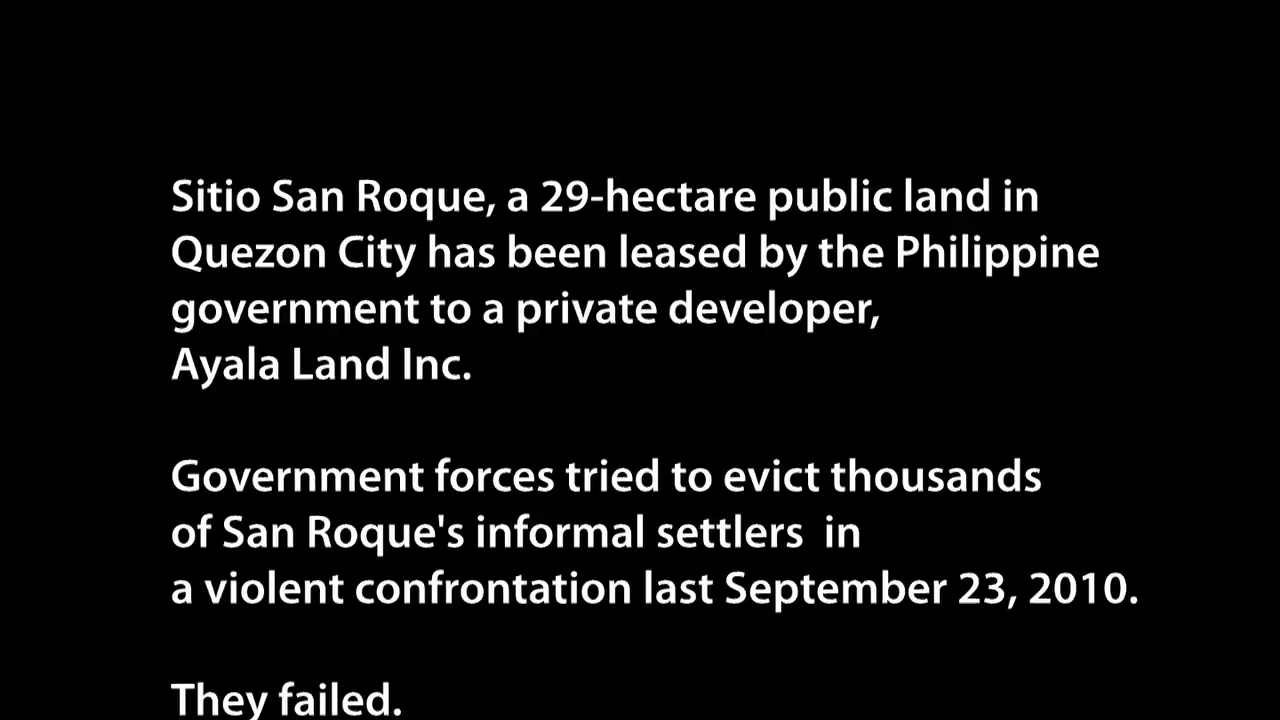 Sitio San Roque, a 29-hectare public land in
Quezon City has been leased by the Philippine
government to a private developer,
Ayala Land Inc.
Government forces tried to evict thousands
of San Roque's informal settlers  in
a violent confrontation last September 23, 2010.
They failed.